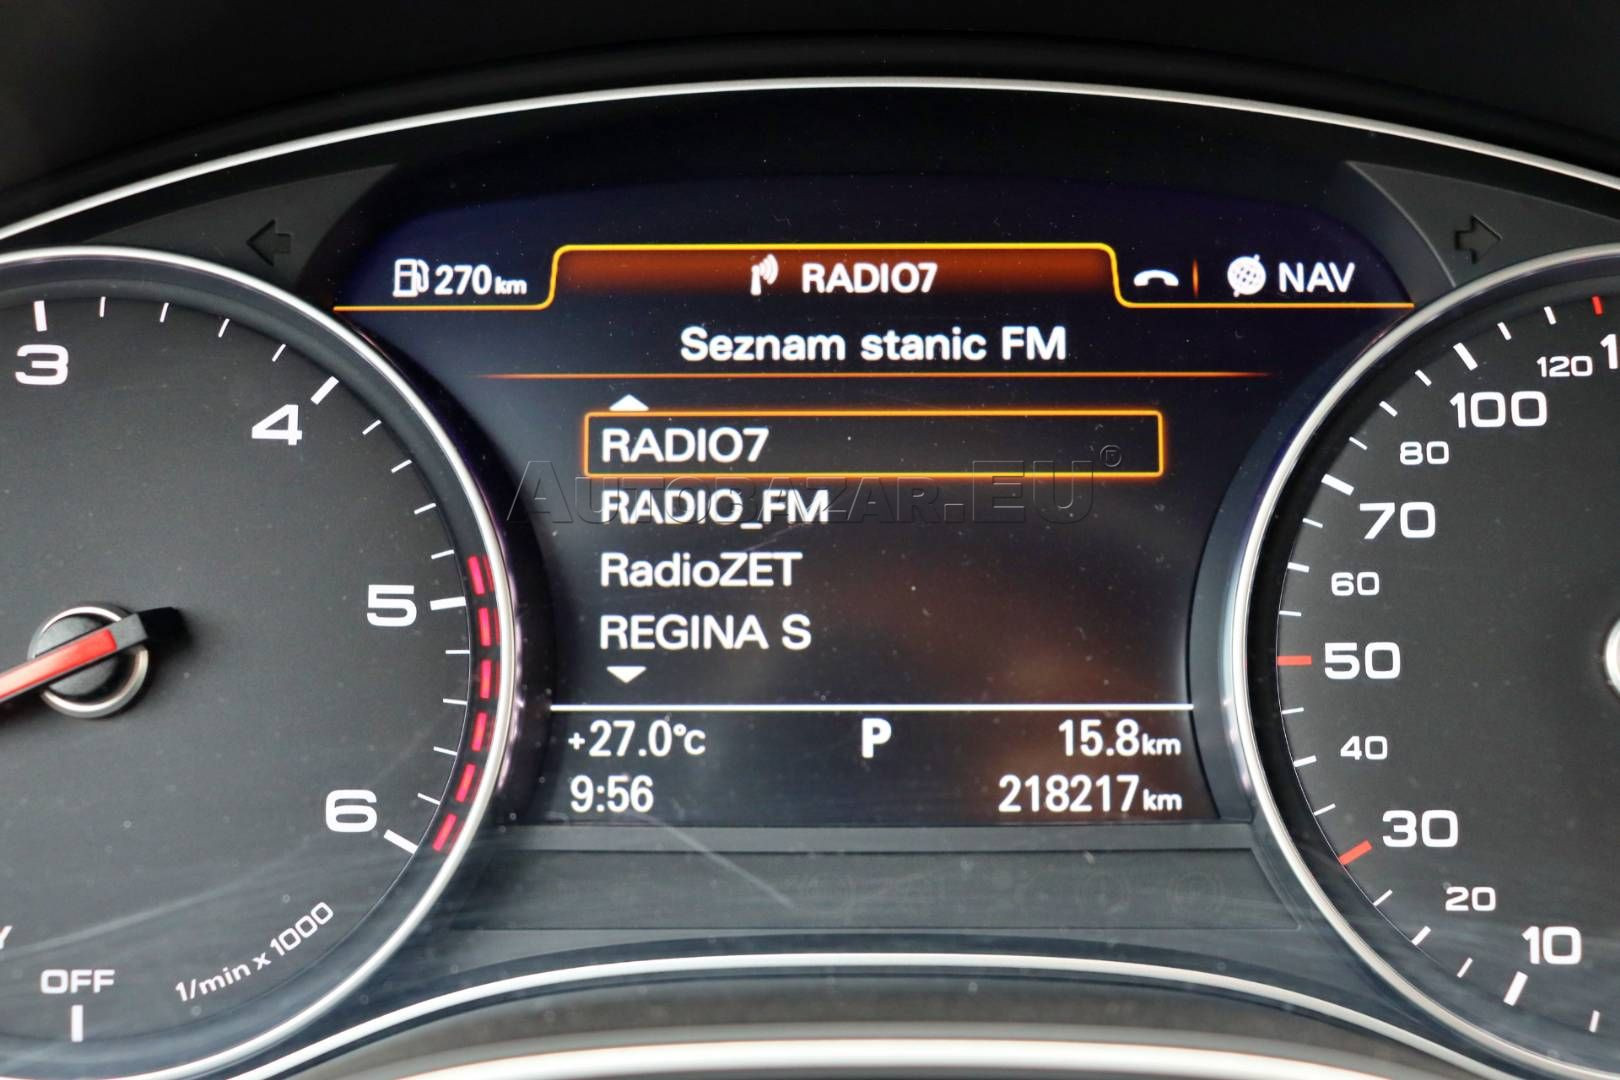 270km
RADIO7
NAV
Seznam stanic FM
RADIO7
RADIO_FM
RadioZET
REGINA S
AUTOBAZAR.EU®
+27.0°C P 15.8km
9:56 218217km
3
4
5
6
1/min x 1000
OFF
120
100
80
70
60
50
40
30
20
10